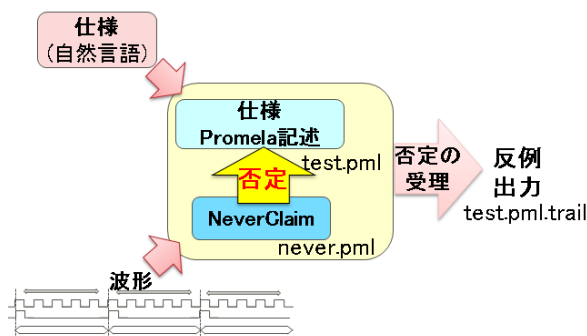 仕様
(自然言語)
仕様
Promela記述
test.pml
否定
NeverClaim
never.pml
否定の
受理
反例
出力
test.pml.trail
波形